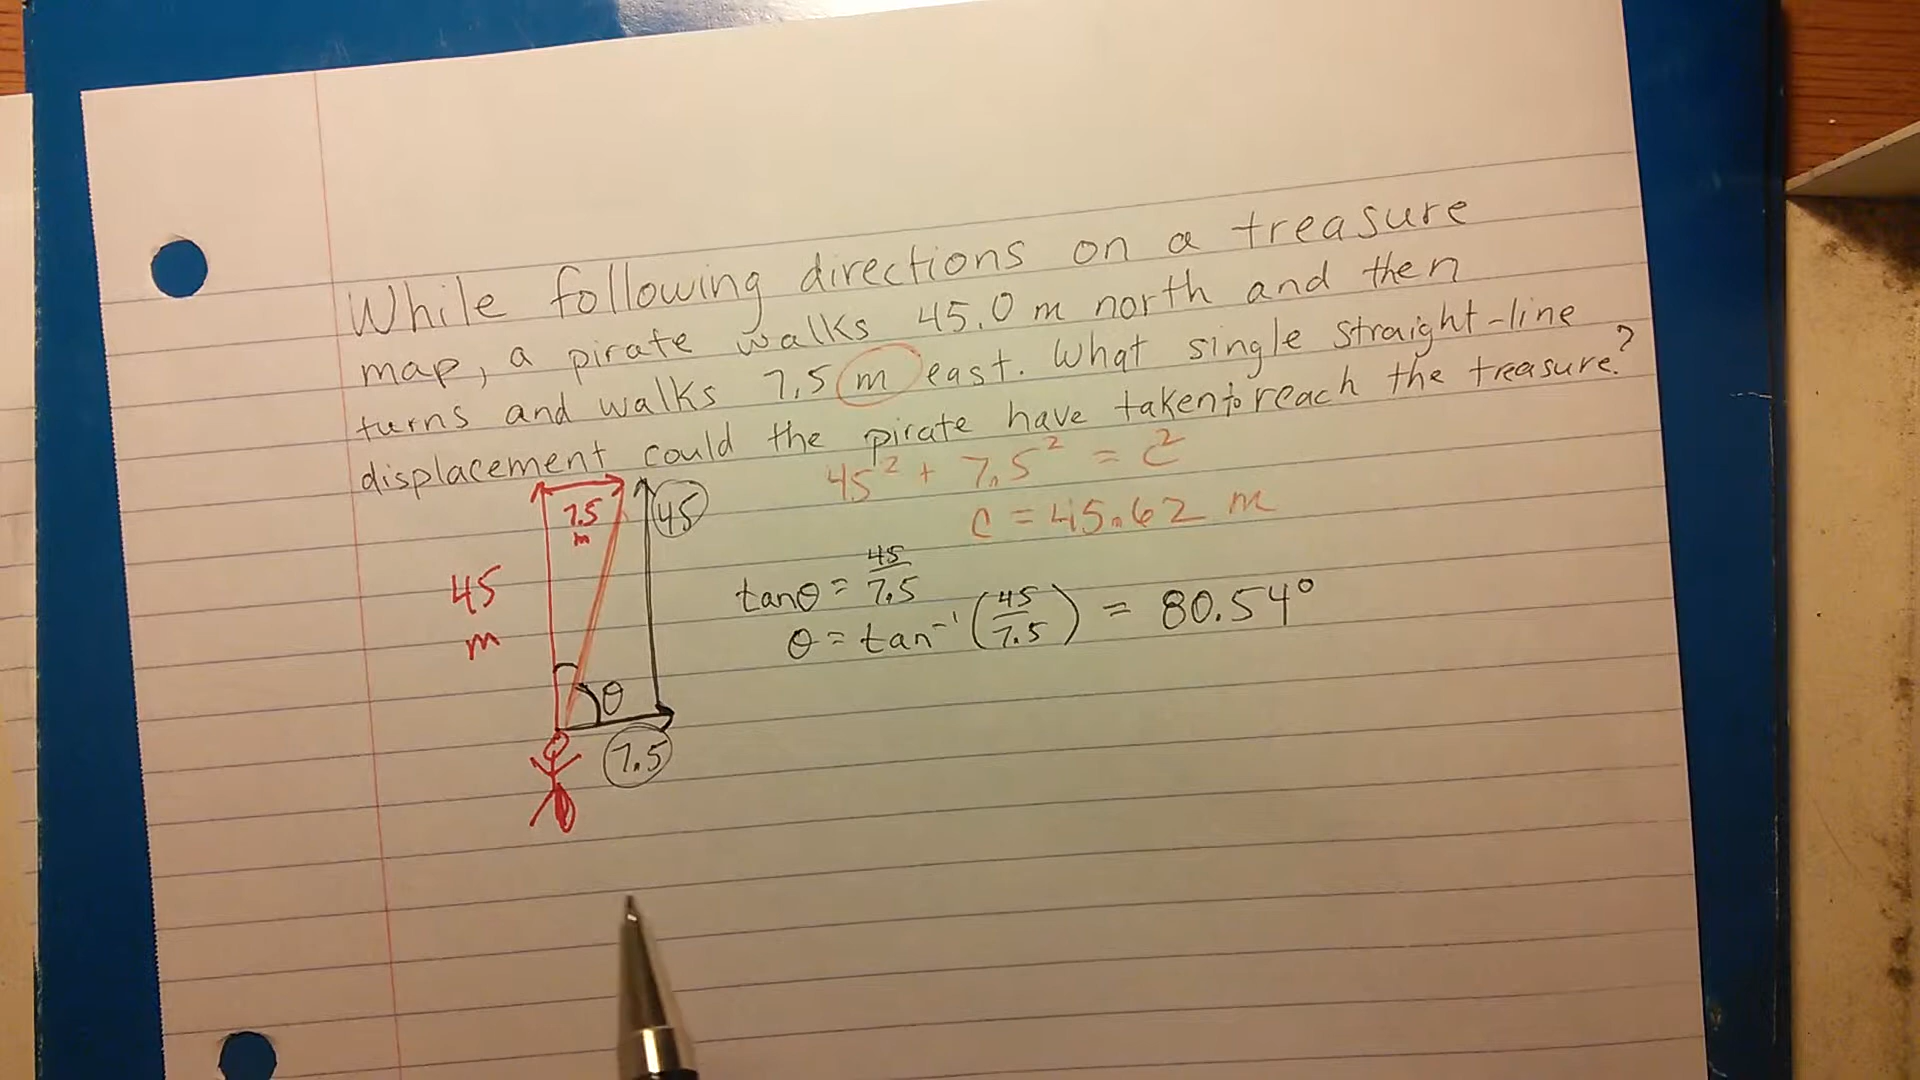 While following directions on a treasure
map, a pirate walks 45.0 m north and then
turns and walks 7.5 m east. What single straight-line
displacement could the pirate have taken to reach the treasure?
45² + 7.5² = c²
c = 45.62 m
7.5
m
45
45
m
tanθ = 45/7.5
θ = tan⁻¹(45/7.5) = 80.54°
θ
7.5